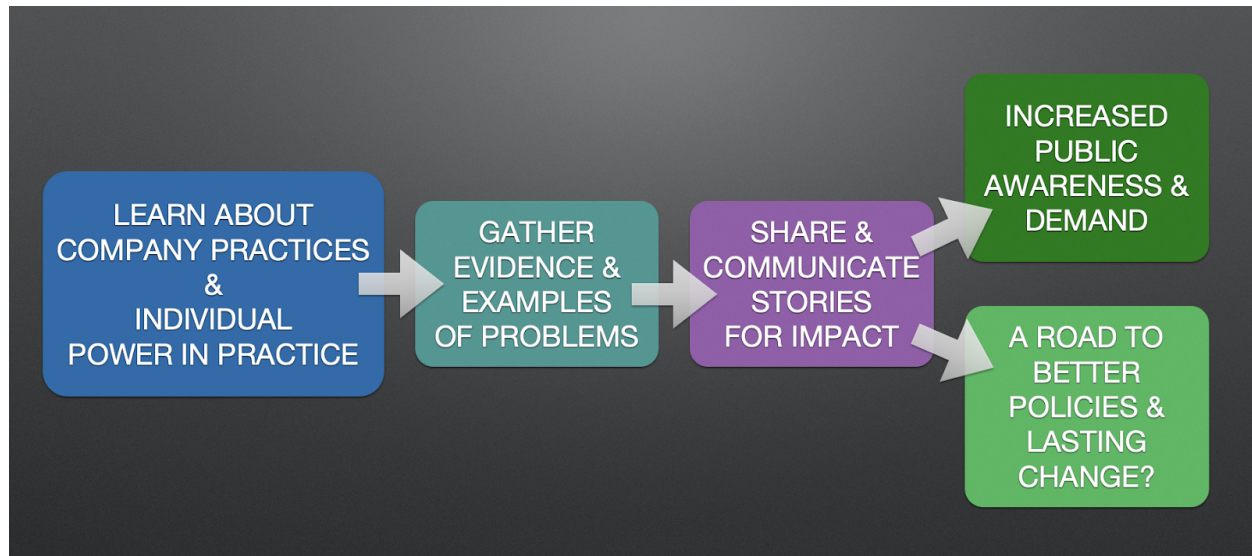 LEARN ABOUT
COMPANY PRACTICES
&
INDIVIDUAL
POWER IN PRACTICE
GATHER
EVIDENCE &
EXAMPLES
OF PROBLEMS
SHARE &
COMMUNICATE
STORIES
FOR IMPACT
INCREASED
PUBLIC
AWARENESS &
DEMAND
A ROAD TO
BETTER
POLICIES &
LASTING
CHANGE?